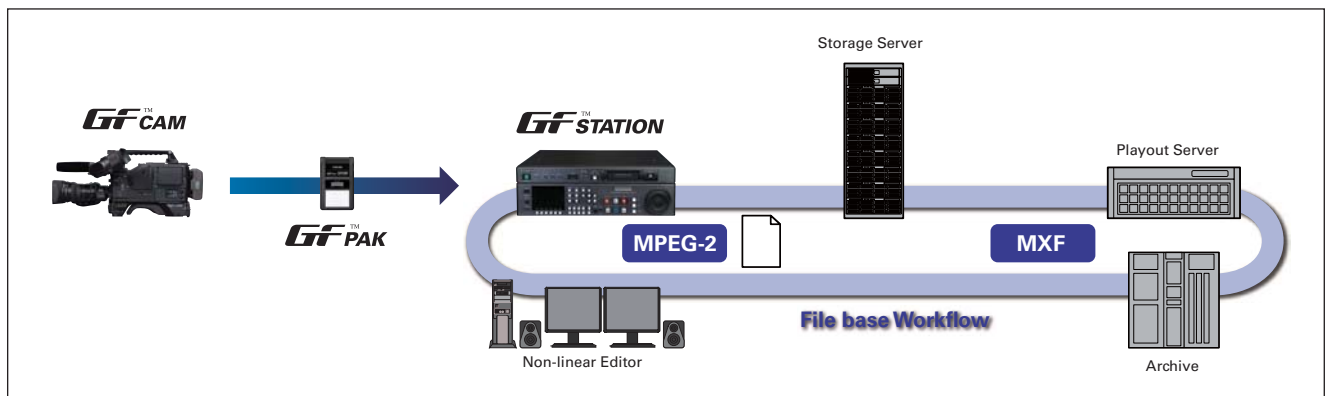 Storage Server
GF™ CAM
GF™ STATION
Playout Server
GF™ PAK
MPEG-2
MXF
File base Workflow
Non-linear Editor
Archive